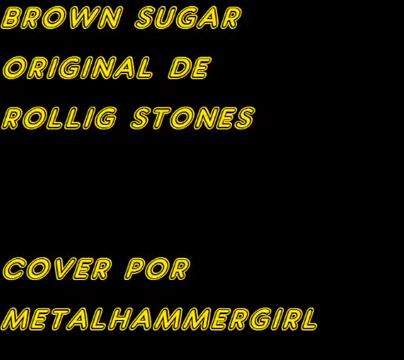 BROWN SUGAR
ORIGINAL DE
ROLLIG STONES
COVER POR
METALHAMMERGIRL